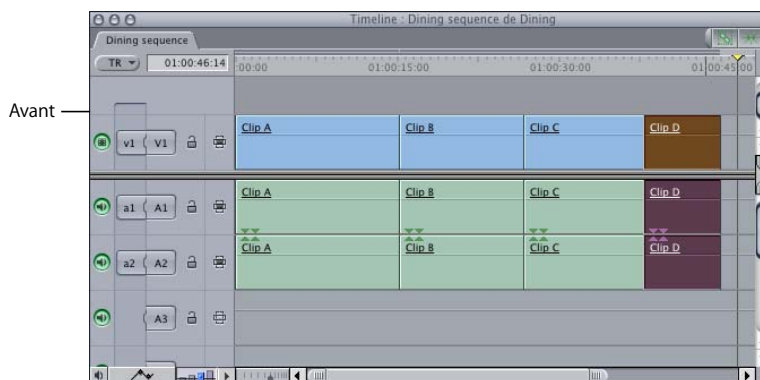 Timeline : Dining sequence de Dining
Dining sequence
TR 01:00:46:14 :00:00 01:00:15:00 01:00:30:00 01:00:45:00
Avant
v1 V1 Clip A Clip B Clip C Clip D
a1 A1 Clip A Clip B Clip C Clip D
a2 A2 Clip A Clip B Clip C Clip D
A3